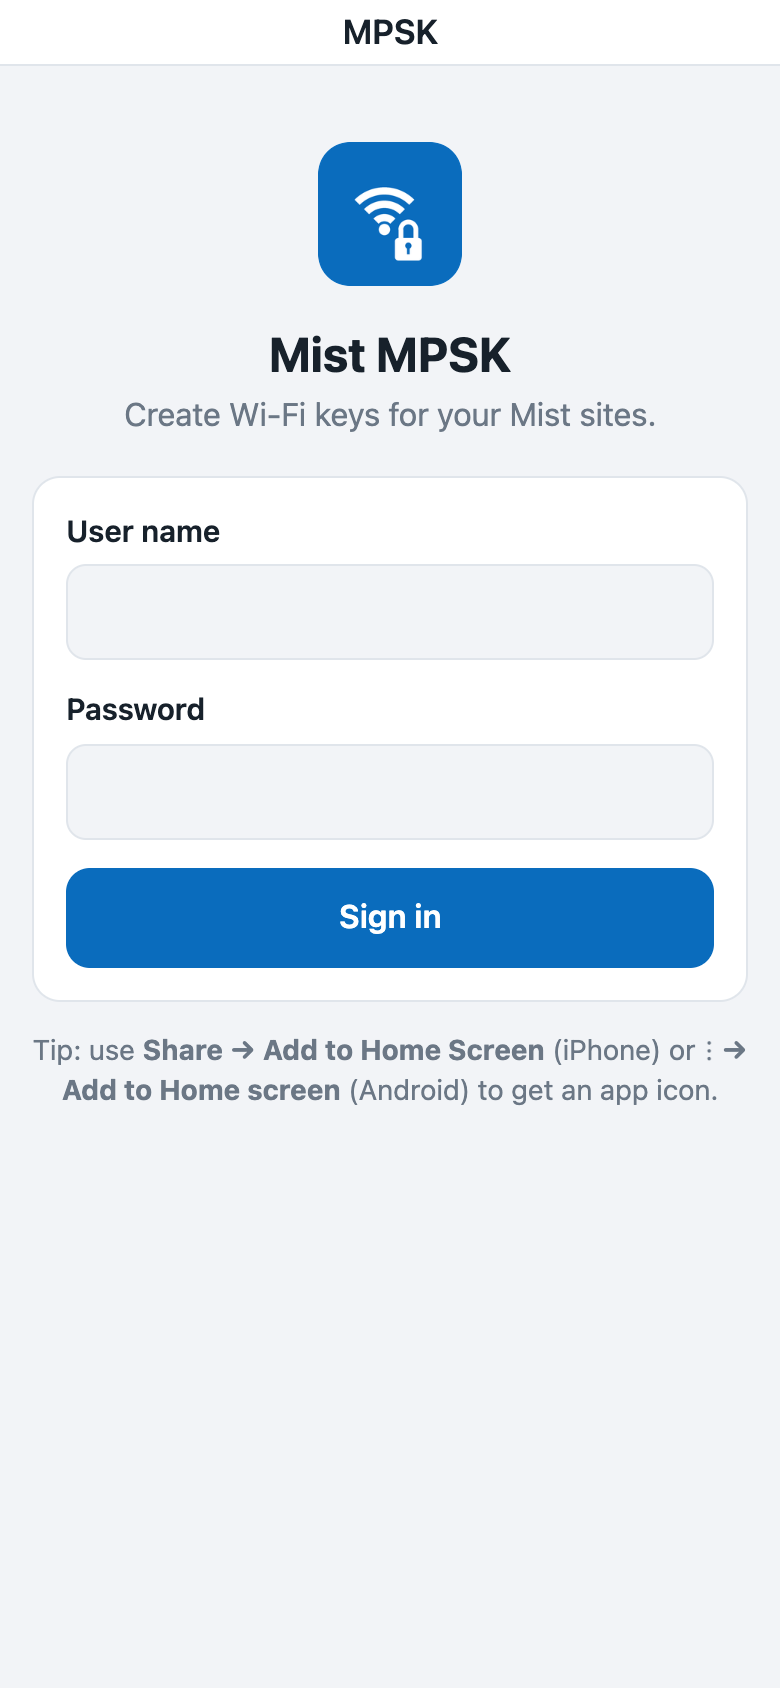 MPSK
Mist MPSK
Create Wi-Fi keys for your Mist sites.
User name
Password
Sign in
Tip: use Share → Add to Home Screen (iPhone) or ⋮ →
Add to Home screen (Android) to get an app icon.